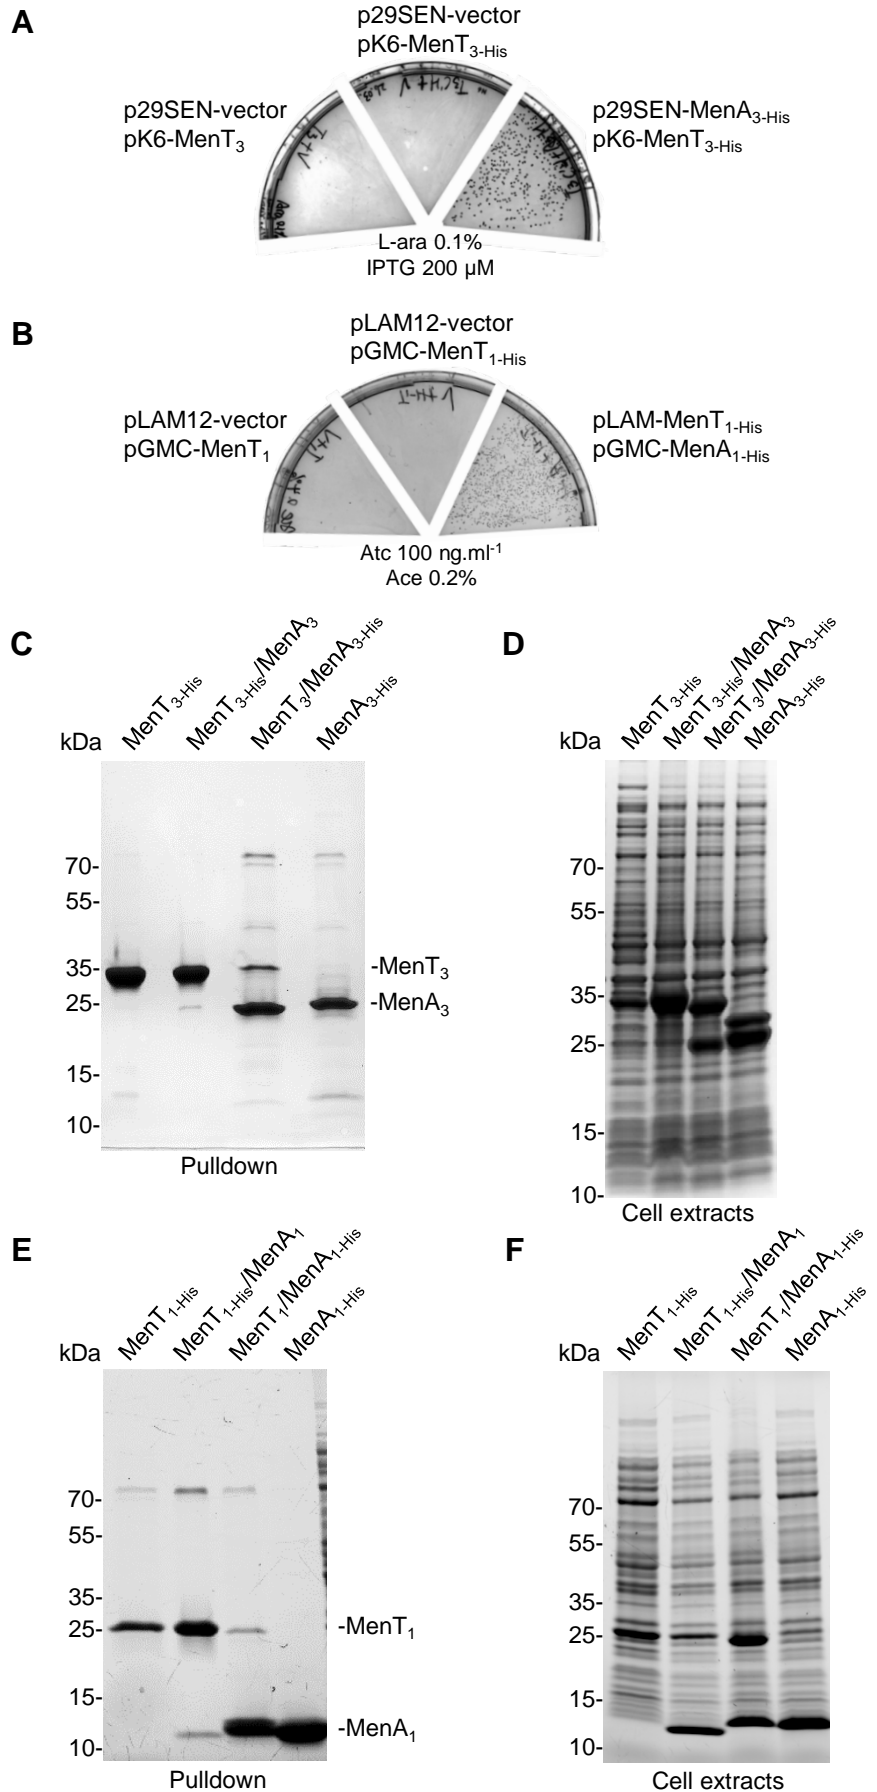 A
p29SEN-vector
pK6-MenT3-His
p29SEN-vector
pK6-MenT3
p29SEN-MenA3-His
pK6-MenT3-His
L-ara 0.1%
IPTG 200 µM
B
pLAM12-vector
pGMC-MenT1-His
pLAM12-vector
pGMC-MenT1
pLAM-MenT1-His
pGMC-MenA1-His
Atc 100 ng.ml-1
Ace 0.2%
C
kDa
MenT3-His
MenT3-His/MenA3
MenT3/MenA3-His
MenA3-His
70-
55-
35-
25-
15-
10-
-MenT3
-MenA3
Pulldown
D
kDa
MenT3-His
MenT3-His/MenA3
MenT3/MenA3-His
MenA3-His
70-
55-
35-
25-
15-
10-
Cell extracts
E
kDa
MenT1-His
MenT1-His/MenA1
MenT1/MenA1-His
MenA1-His
70-
55-
35-
25-
15-
10-
-MenT1
-MenA1
Pulldown
F
kDa
MenT1-His
MenT1-His/MenA1
MenT1/MenA1-His
MenA1-His
70-
55-
35-
25-
15-
10-
Cell extracts